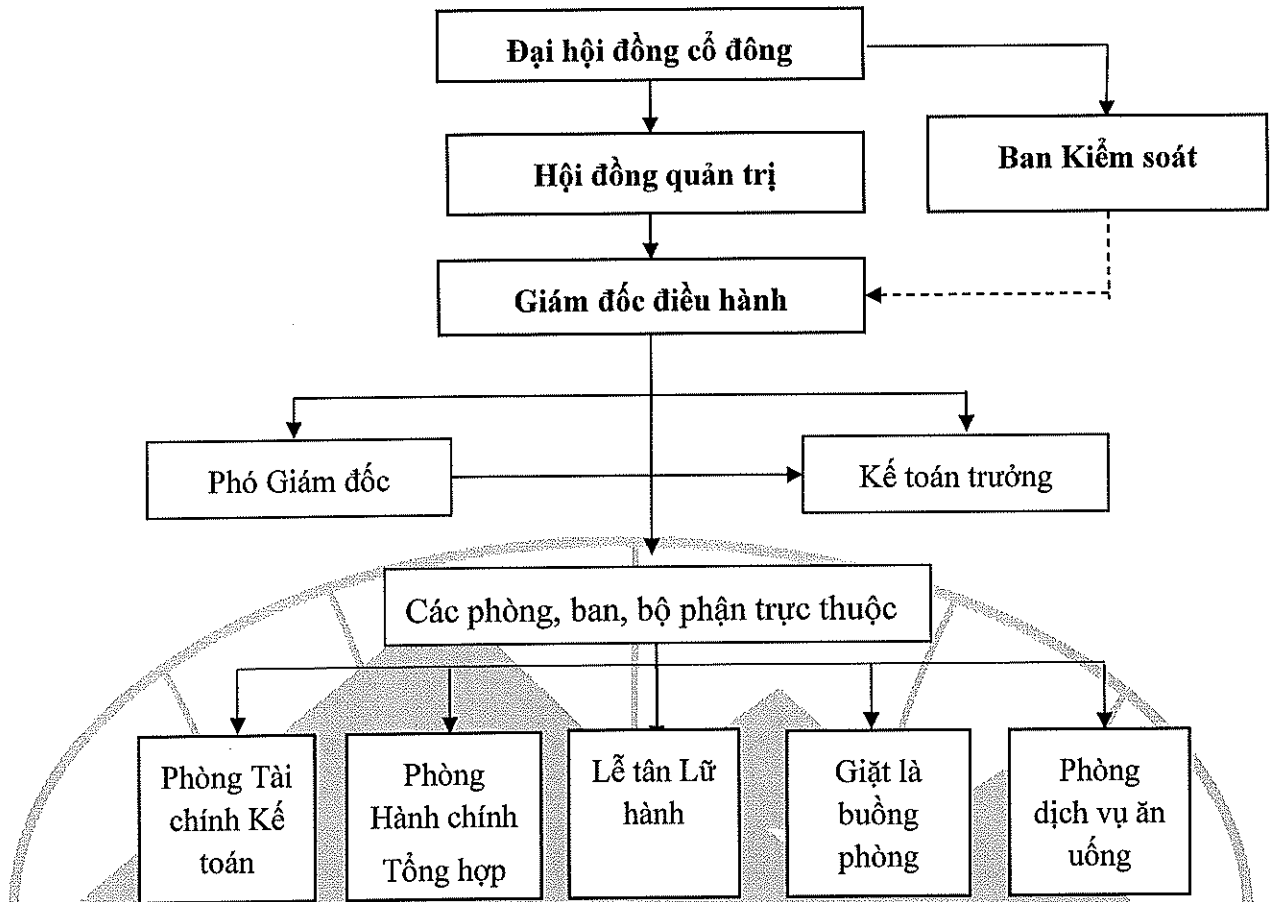 Đại hội đồng cổ đông
Hội đồng quản trị
Ban Kiểm soát
Giám đốc điều hành
Phó Giám đốc
Kế toán trưởng
Các phòng, ban, bộ phận trực thuộc
Phòng Tài
chính Kế
toán
Phòng
Hành chính
Tổng hợp
Lễ tân Lữ
hành
Giặt là
buồng
phòng
Phòng
dịch vụ ăn
uống